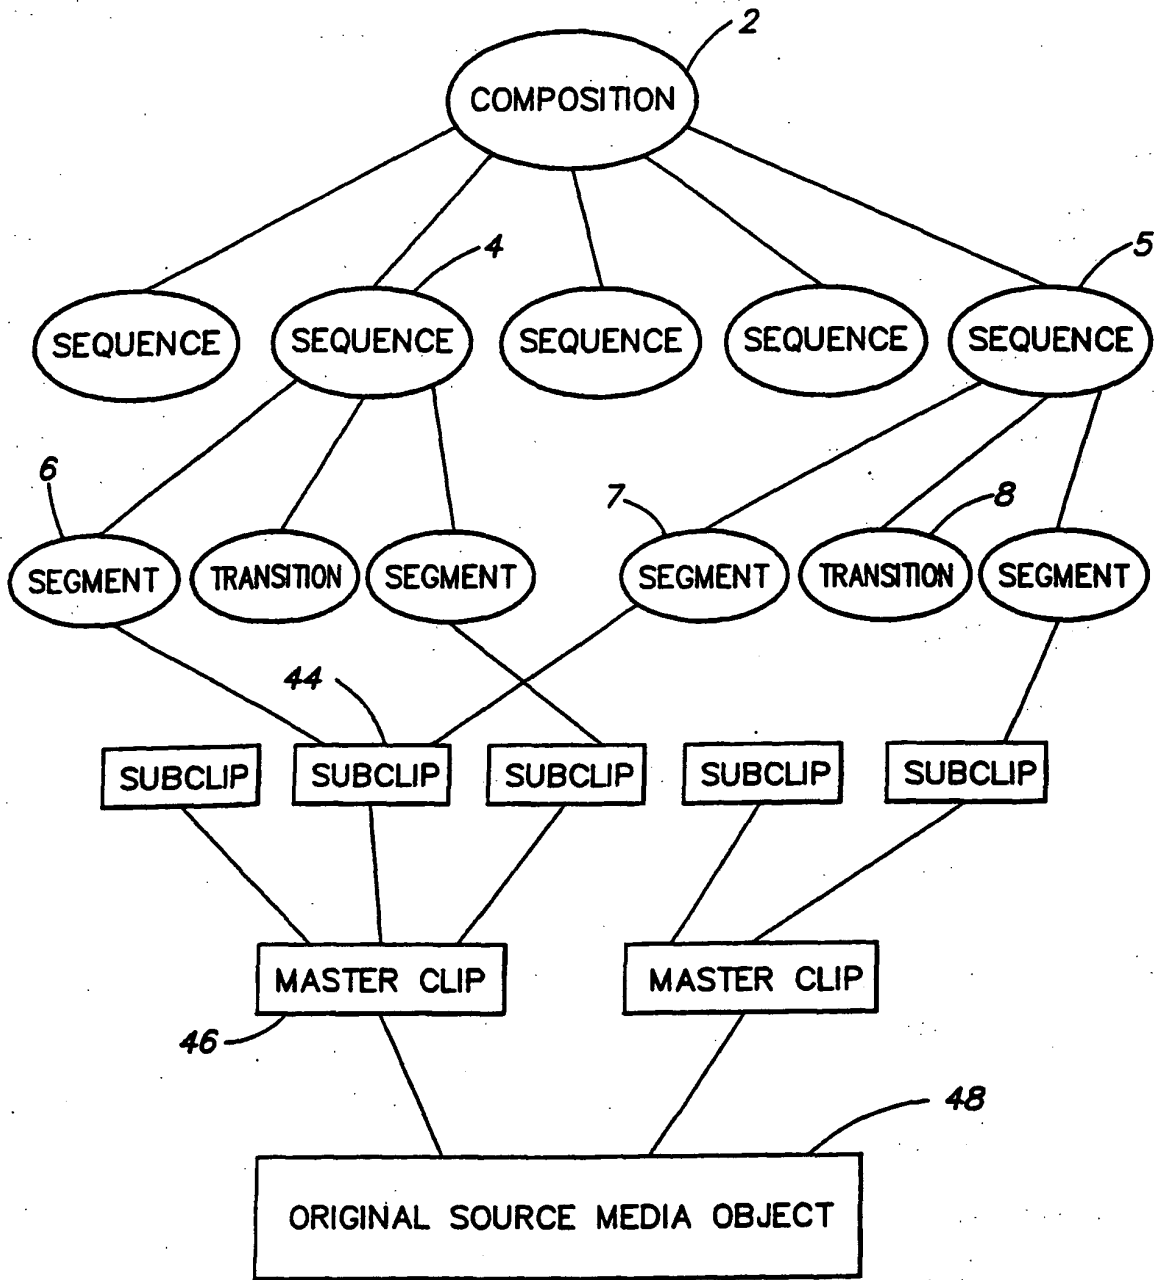 2
COMPOSITION
4
5
SEQUENCE SEQUENCE SEQUENCE SEQUENCE SEQUENCE
6
7
8
SEGMENT TRANSITION SEGMENT SEGMENT TRANSITION SEGMENT
44
SUBCLIP SUBCLIP SUBCLIP SUBCLIP SUBCLIP
MASTER CLIP MASTER CLIP
46
48
ORIGINAL SOURCE MEDIA OBJECT